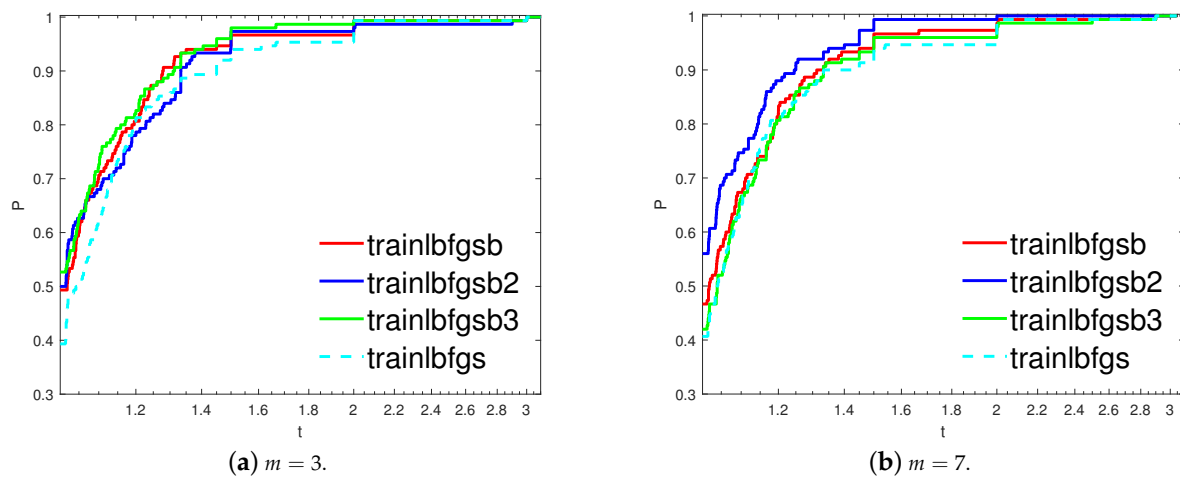 1
0.9
0.8
0.7
0.6
0.5
0.4
0.3
P
1.2 1.4 1.6 1.8 2 2.2 2.4 2.6 2.8 3
t
trainlbfgsb
trainlbfgsb2
trainlbfgsb3
trainlbfgs
(a) m = 3.
1
0.9
0.8
0.7
0.6
0.5
0.4
0.3
P
1.2 1.4 1.6 1.8 2 2.2 2.4 2.6 2.8 3
t
trainlbfgsb
trainlbfgsb2
trainlbfgsb3
trainlbfgs
(b) m = 7.